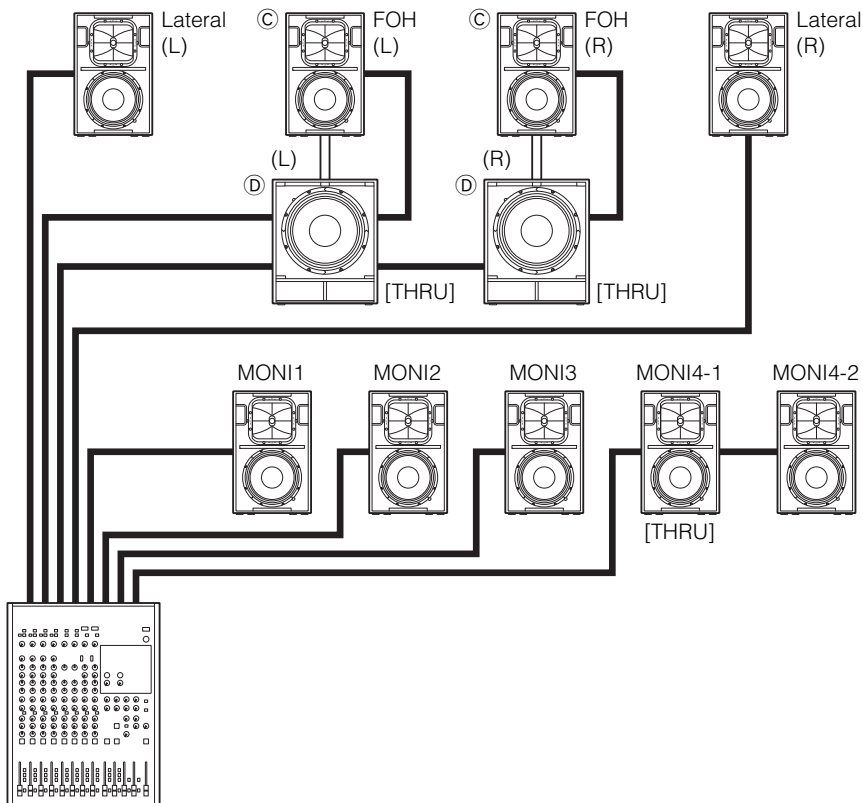 Lateral
(L)
Ⓒ FOH
(L)
Ⓒ FOH
(R)
Lateral
(R)
(L)
Ⓓ
(R)
Ⓓ
[THRU]
[THRU]
MONI1
MONI2
MONI3
MONI4-1
MONI4-2
[THRU]